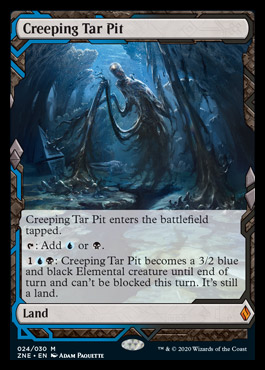 Creeping Tar Pit
Creeping Tar Pit enters the battlefield
tapped.
: Add or .
1 : Creeping Tar Pit becomes a 3/2 blue
and black Elemental creature until end of
turn and can't be blocked this turn. It's still
a land.
Land
024/030 M
ZNE • EN Adam Paquette
™ & © 2020 Wizards of the Coast